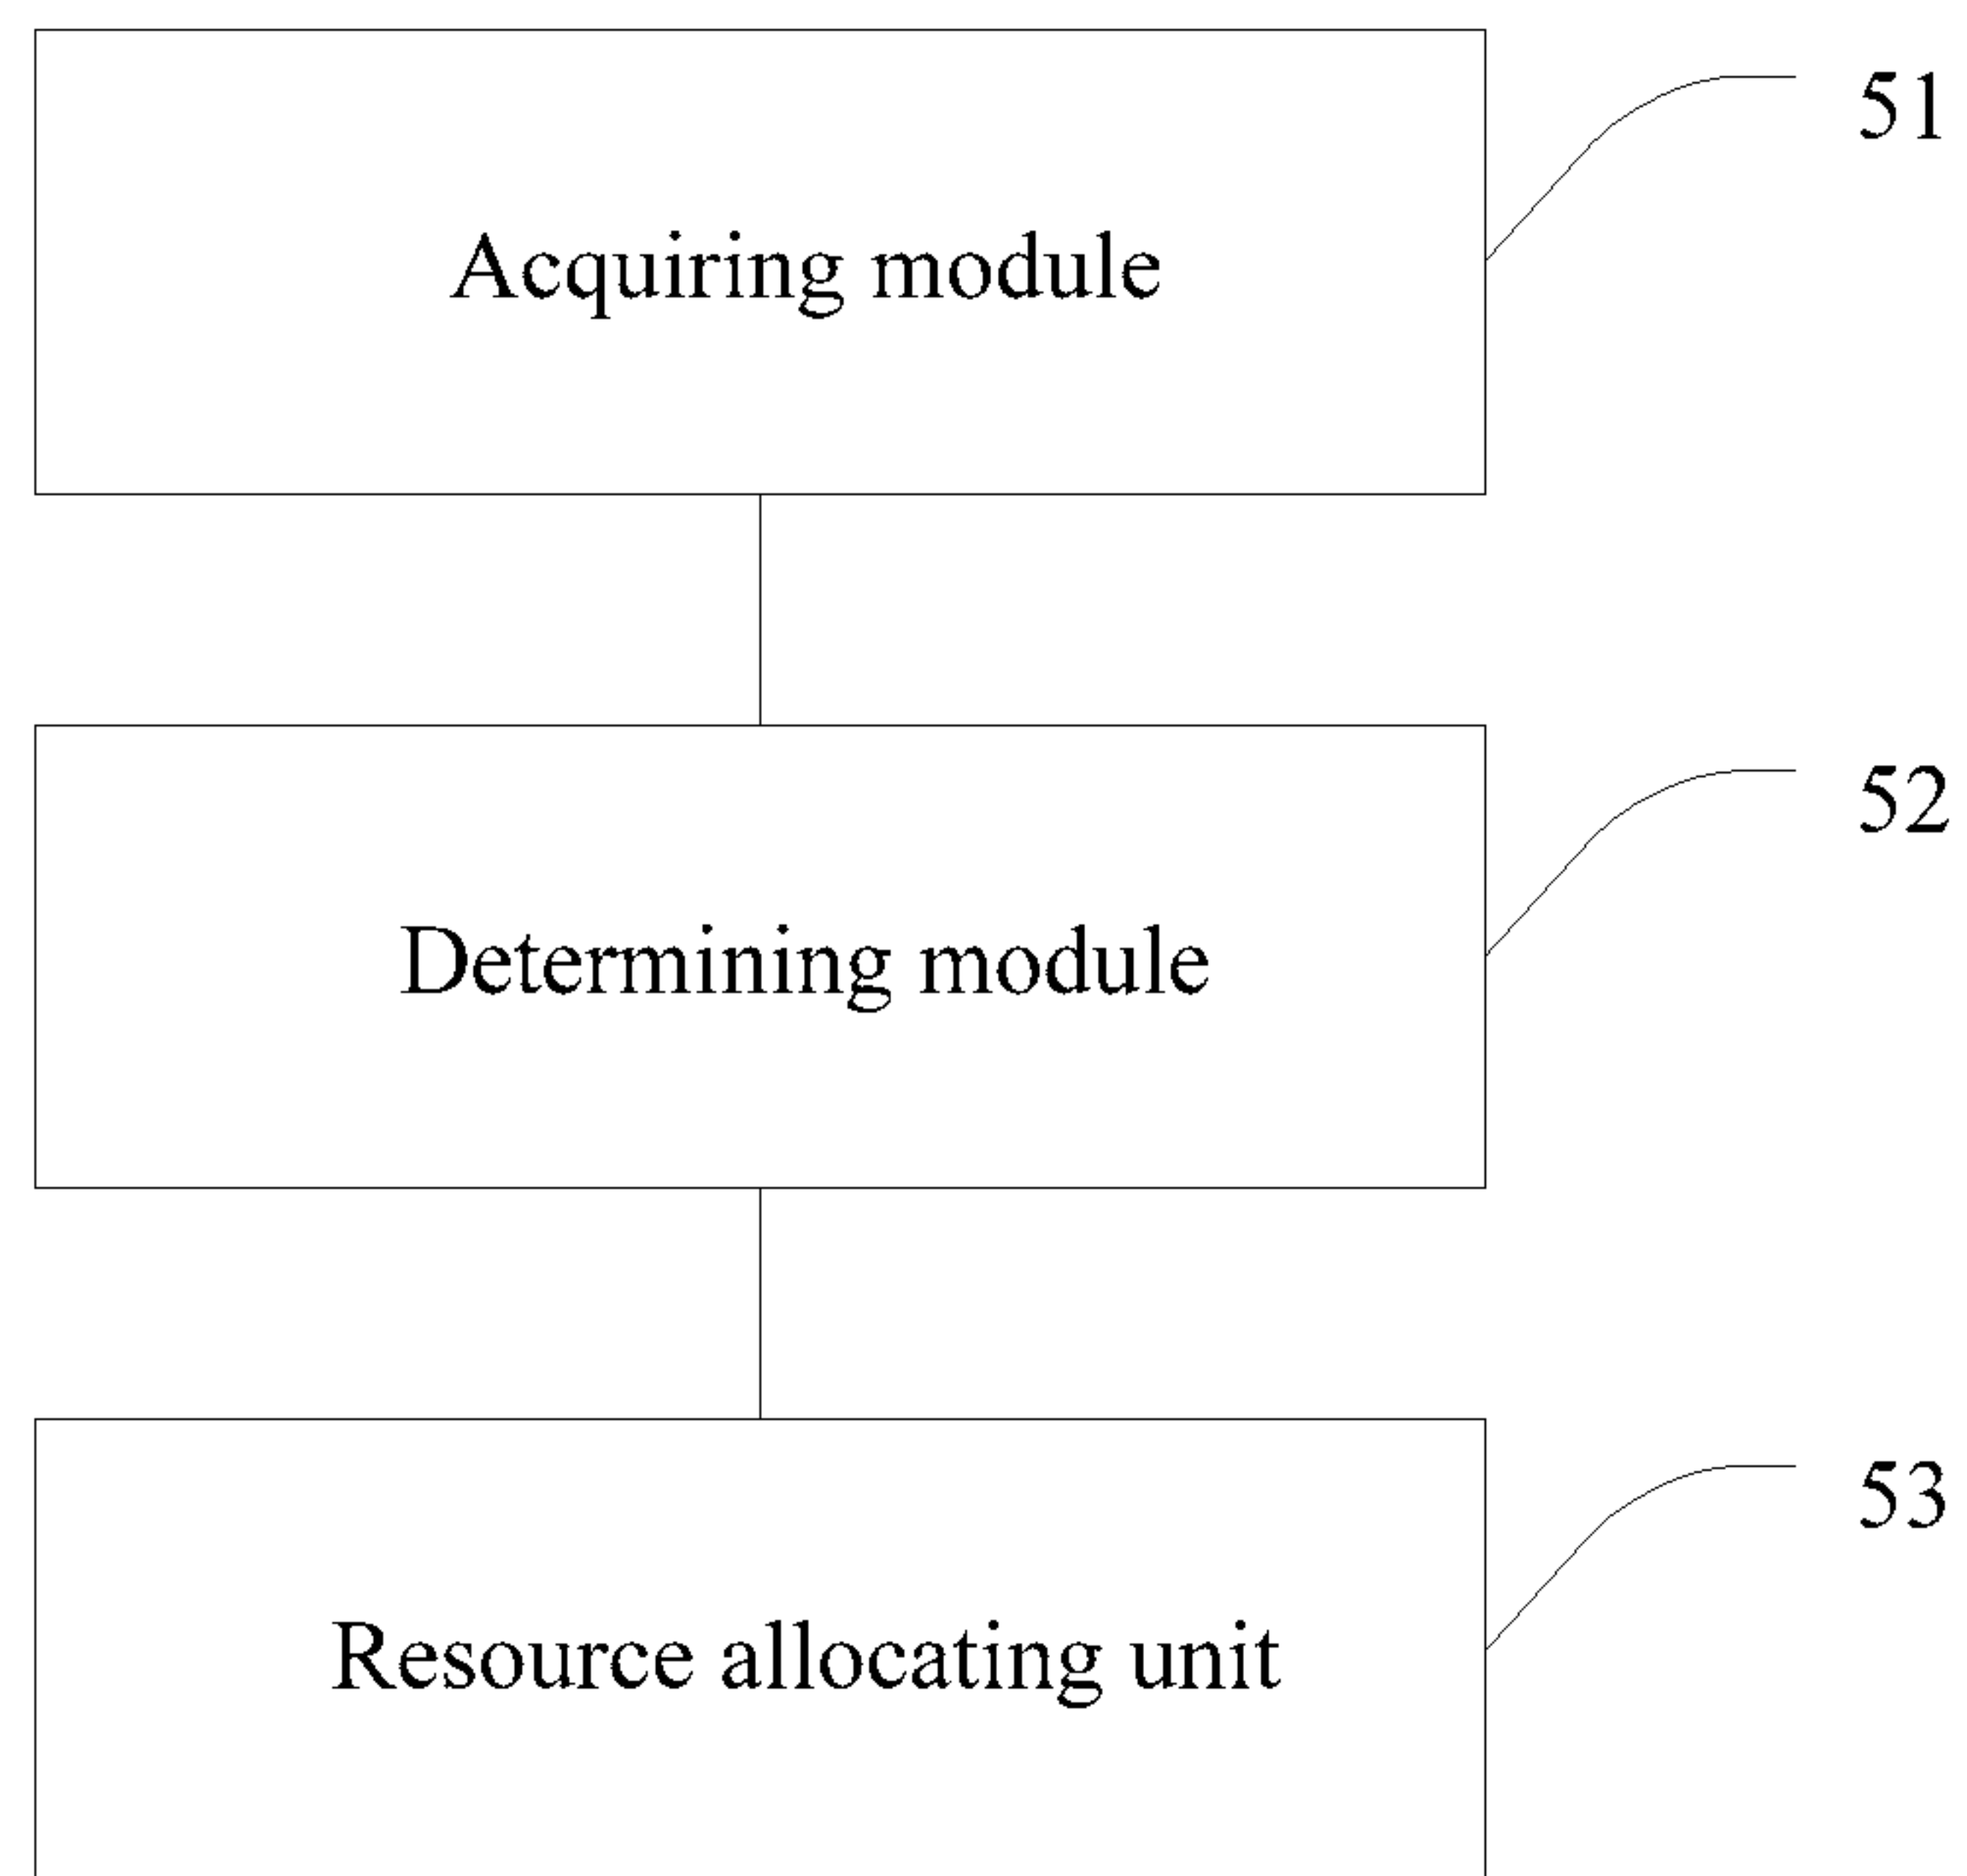 51
Acquiring module
52
Determining module
53
Resource allocating unit